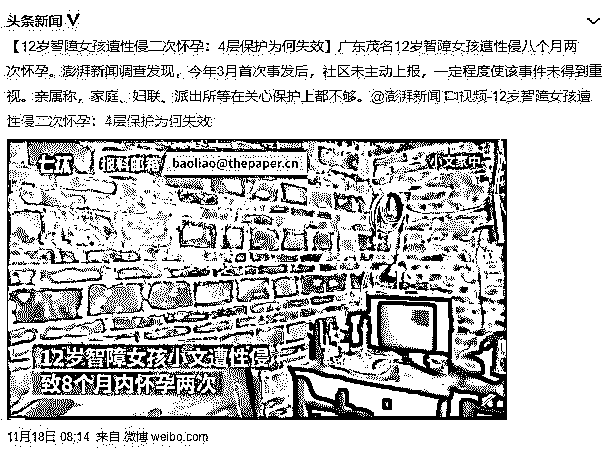 头条新闻 V
【12岁智障女孩遭性侵二次怀孕：4层保护为何失效】广东茂名12岁智障女孩遭性侵八个月两
次怀孕。澎湃新闻调查发现，今年3月首次事发后，社区未主动上报，一定程度使该事件未得到重
视。亲属称，家庭、妇联、派出所等在关心保护上都不够。@澎湃新闻 视频-12岁智障女孩遭
性侵二次怀孕：4层保护为何失效
七环 报料邮箱 baoliao@thepaper.cn 小文家中
12岁智障女孩小文遭性侵
致8个月内怀孕两次
11月18日 08:14 来自 微博 weibo.com